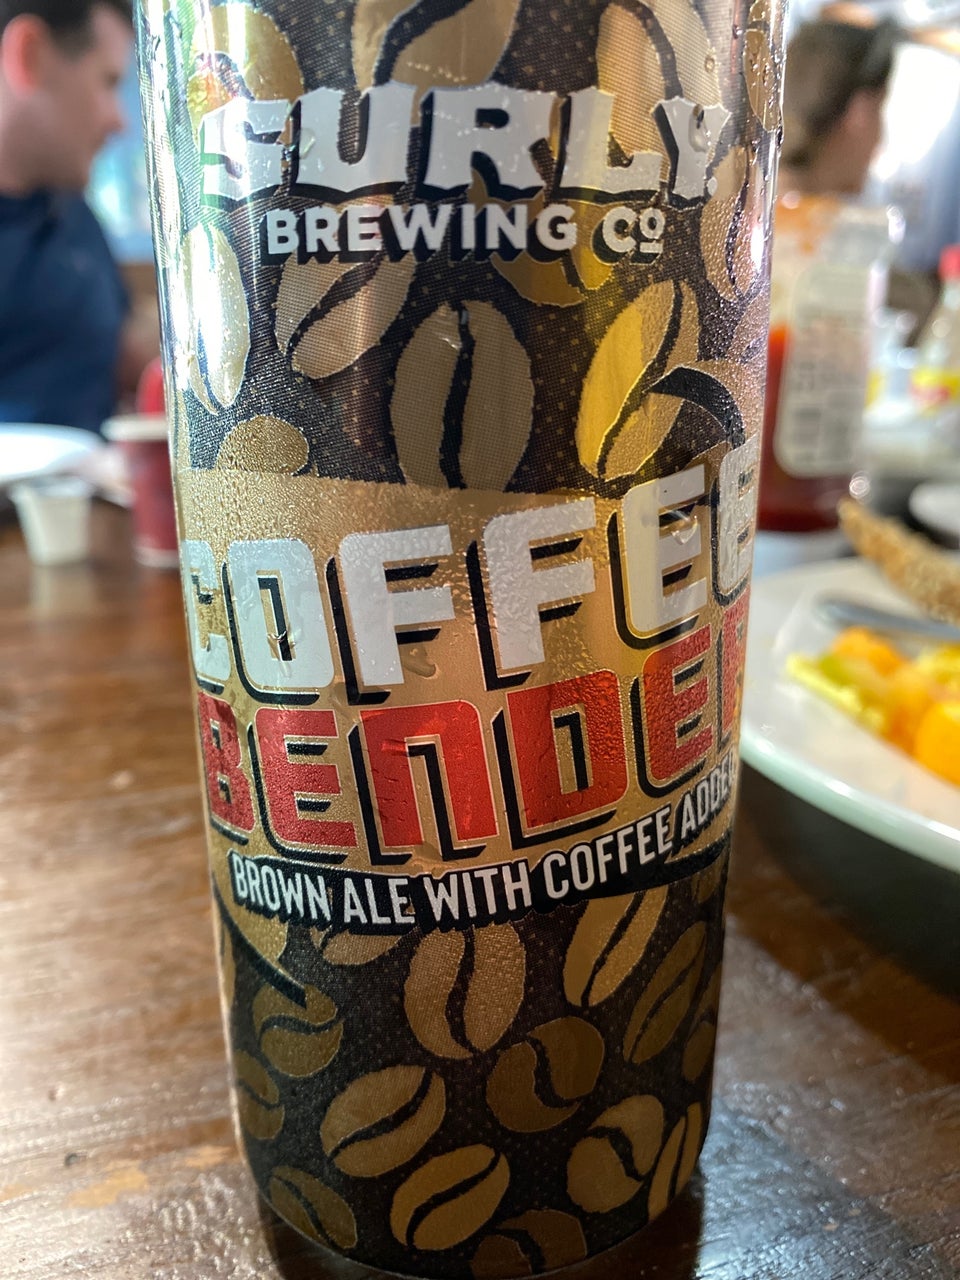 SURLY
BREWING CO
COFFEE
BENDER
BROWN ALE WITH COFFEE ADDED